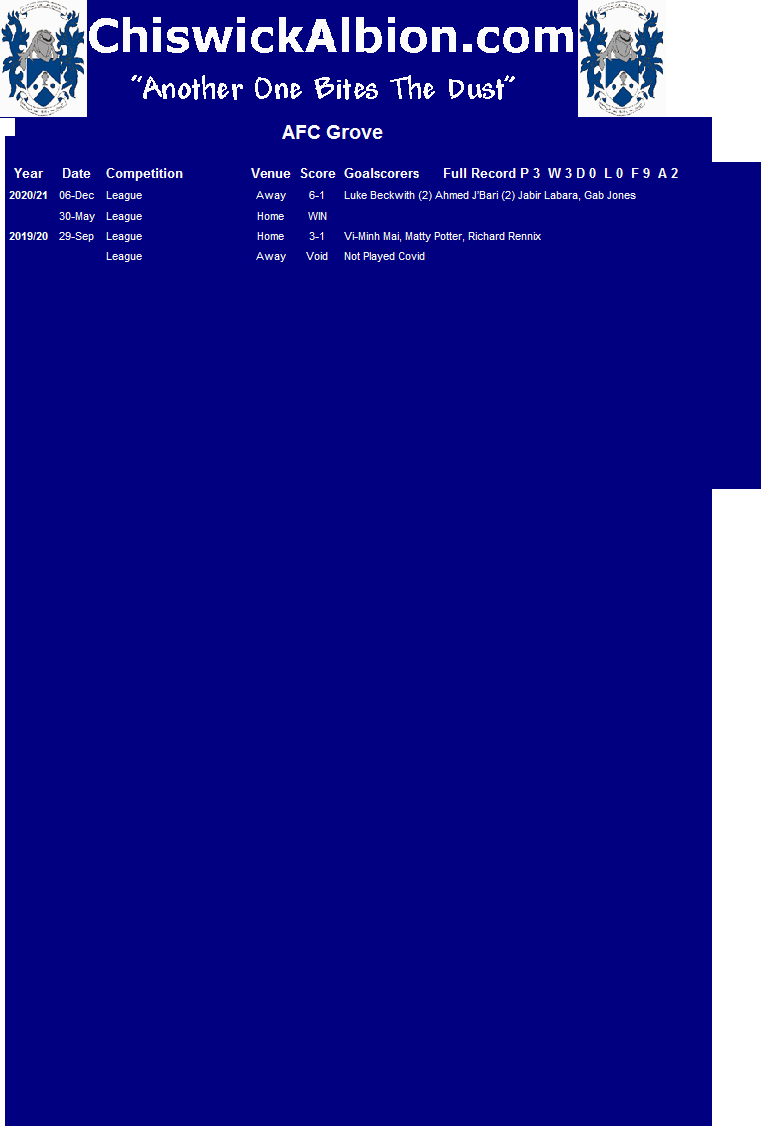 ChiswickAlbion.com
"Another One Bites The Dust"
AFC Grove
Year Date Competition Venue Score Goalscorers Full Record P 3 W 3 D 0 L 0 F 9 A 2
2020/21 06-Dec League Away 6-1 Luke Beckwith (2) Ahmed J'Bari (2) Jabir Labara, Gab Jones
30-May League Home WIN
2019/20 29-Sep League Home 3-1 Vi-Minh Mai, Matty Potter, Richard Rennix
League Away Void Not Played Covid